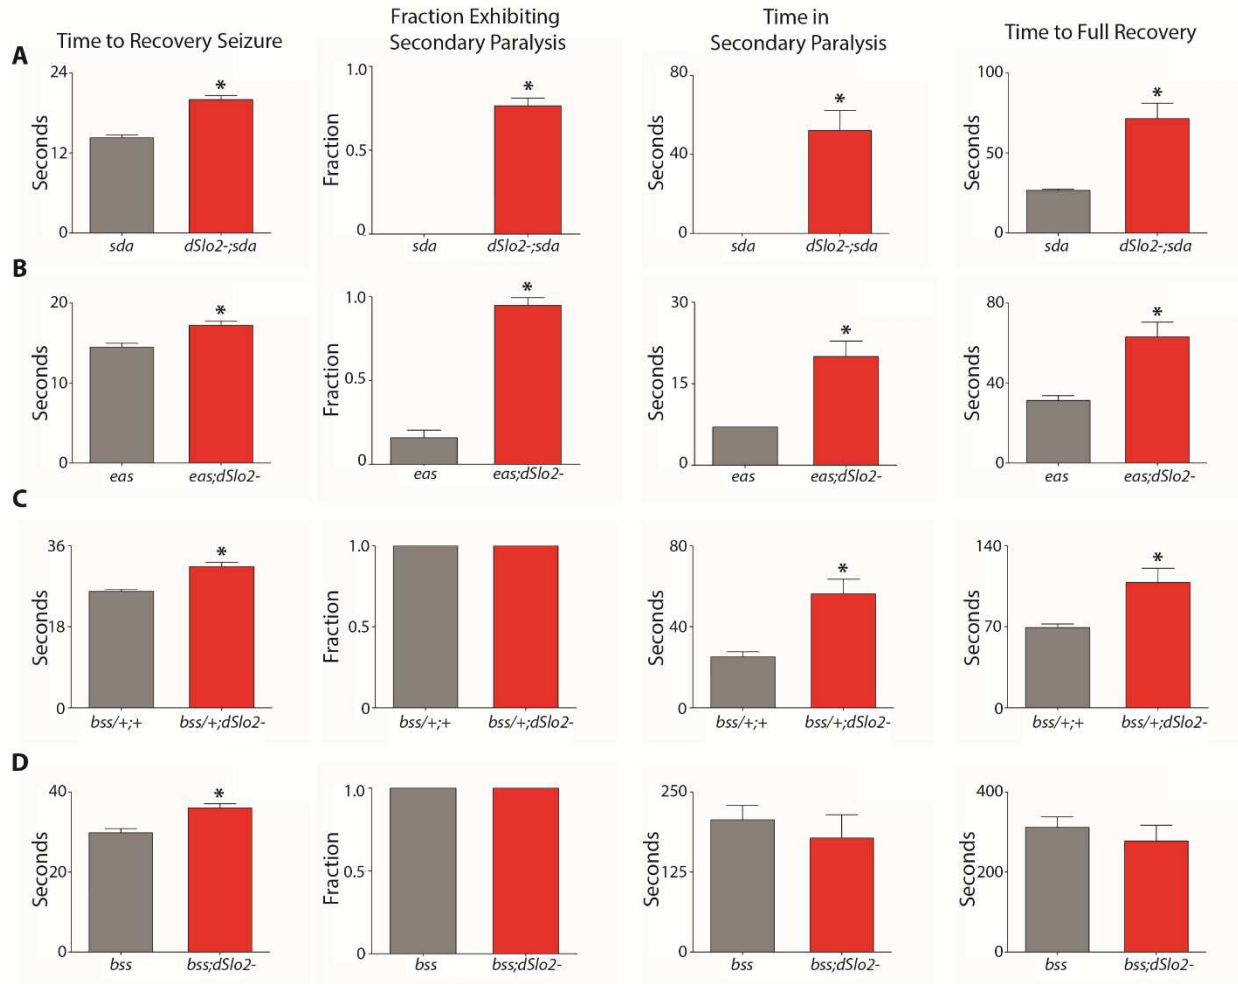 Time to Recovery Seizure
Fraction Exhibiting
Secondary Paralysis
Time in
Secondary Paralysis
Time to Full Recovery
A
Seconds
24
12
0
*
sda
dSlo2-;sda
Fraction
1.0
0.5
0
*
sda
dSlo2-;sda
Seconds
80
40
0
*
sda
dSlo2-;sda
Seconds
100
50
0
*
sda
dSlo2-;sda
B
Seconds
20
10
0
*
eas
eas;dSlo2-
Fraction
1.0
0.5
0
*
eas
eas;dSlo2-
Seconds
30
15
0
*
eas
eas;dSlo2-
Seconds
80
40
0
*
eas
eas;dSlo2-
C
Seconds
36
18
0
*
bss/+;+
bss/+;dSlo2-
Fraction
1.0
0.5
0
bss/+;+
bss/+;dSlo2-
Seconds
80
40
0
*
bss/+;+
bss/+;dSlo2-
Seconds
140
70
0
*
bss/+;+
bss/+;dSlo2-
D
Seconds
40
20
0
*
bss
bss;dSlo2-
Fraction
1.0
0.5
0
bss
bss;dSlo2-
Seconds
250
125
0
bss
bss;dSlo2-
Seconds
400
200
0
bss
bss;dSlo2-